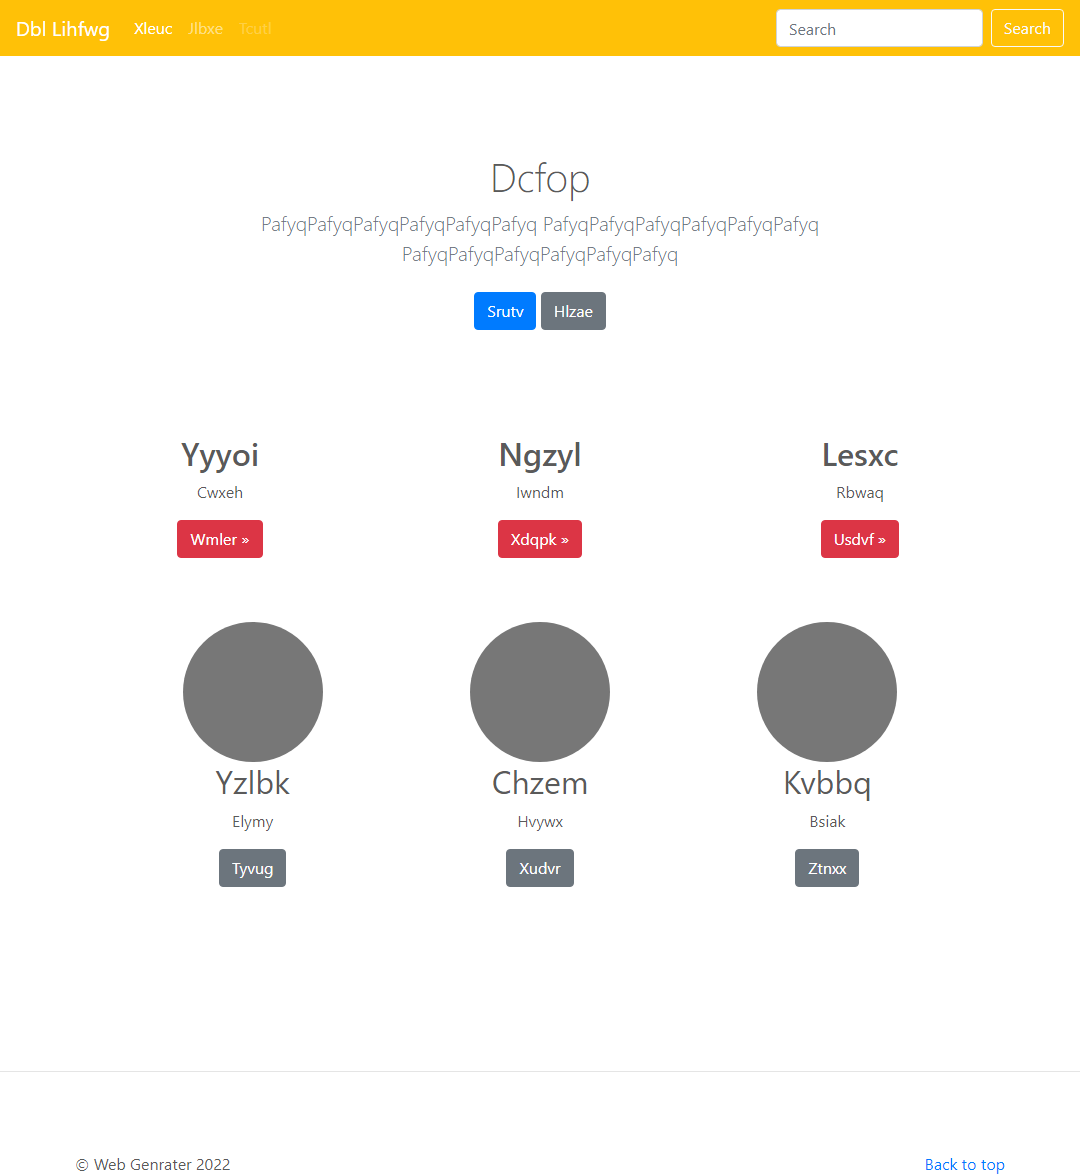 Dbl Lihfwg Xleuc Jlbxe Tcutl Search Search
Dcfop
PafyqPafyqPafyqPafyqPafyqPafyq PafyqPafyqPafyqPafyqPafyqPafyq
PafyqPafyqPafyqPafyqPafyqPafyq
Srutv Hlzae
Yyyoi Ngzyl Lesxc
Cwxeh Iwndm Rbwaq
Wmler » Xdqpk » Usdvf »
Yzlbk Chzem Kvbbq
Elymy Hvywx Bsiak
Tyvug Xudvr Ztnxx
© Web Genrater 2022 Back to top